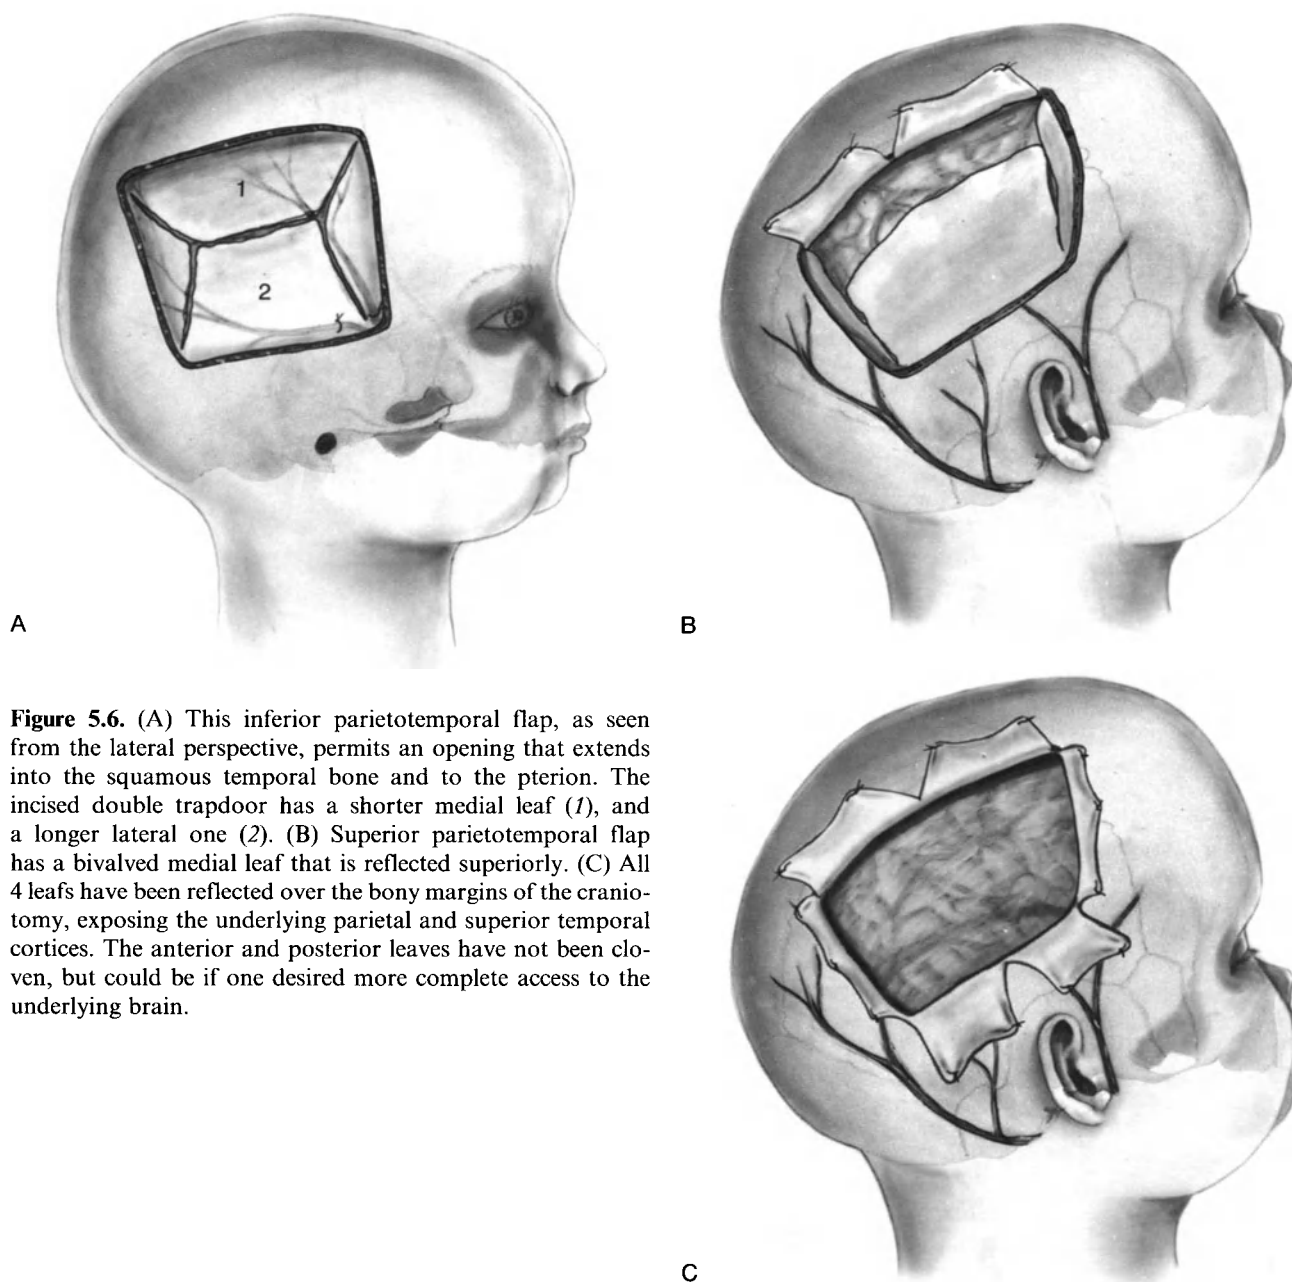 1
2
A
B
Figure 5.6. (A) This inferior parietotemporal flap, as seen
from the lateral perspective, permits an opening that extends
into the squamous temporal bone and to the pterion. The
incised double trapdoor has a shorter medial leaf (1), and
a longer lateral one (2). (B) Superior parietotemporal flap
has a bivalved medial leaf that is reflected superiorly. (C) All
4 leafs have been reflected over the bony margins of the cranio-
tomy, exposing the underlying parietal and superior temporal
cortices. The anterior and posterior leaves have not been clo-
ven, but could be if one desired more complete access to the
underlying brain.
C